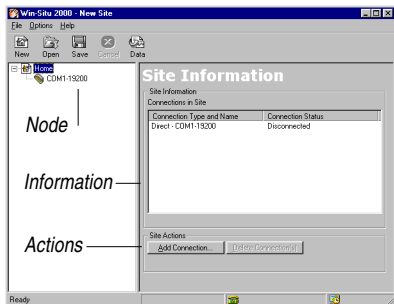 Win-Situ 2000 - New Site
File Options Help
New Open Save Cancel Data
Home
COM1-19200
Node
Information
Actions
Site Information
Site Information
Connections in Site
Connection Type and Name Connection Status
Direct - COM1-19200 Disconnected
Site Actions
Add Connection... Delete Connection(s)
Ready